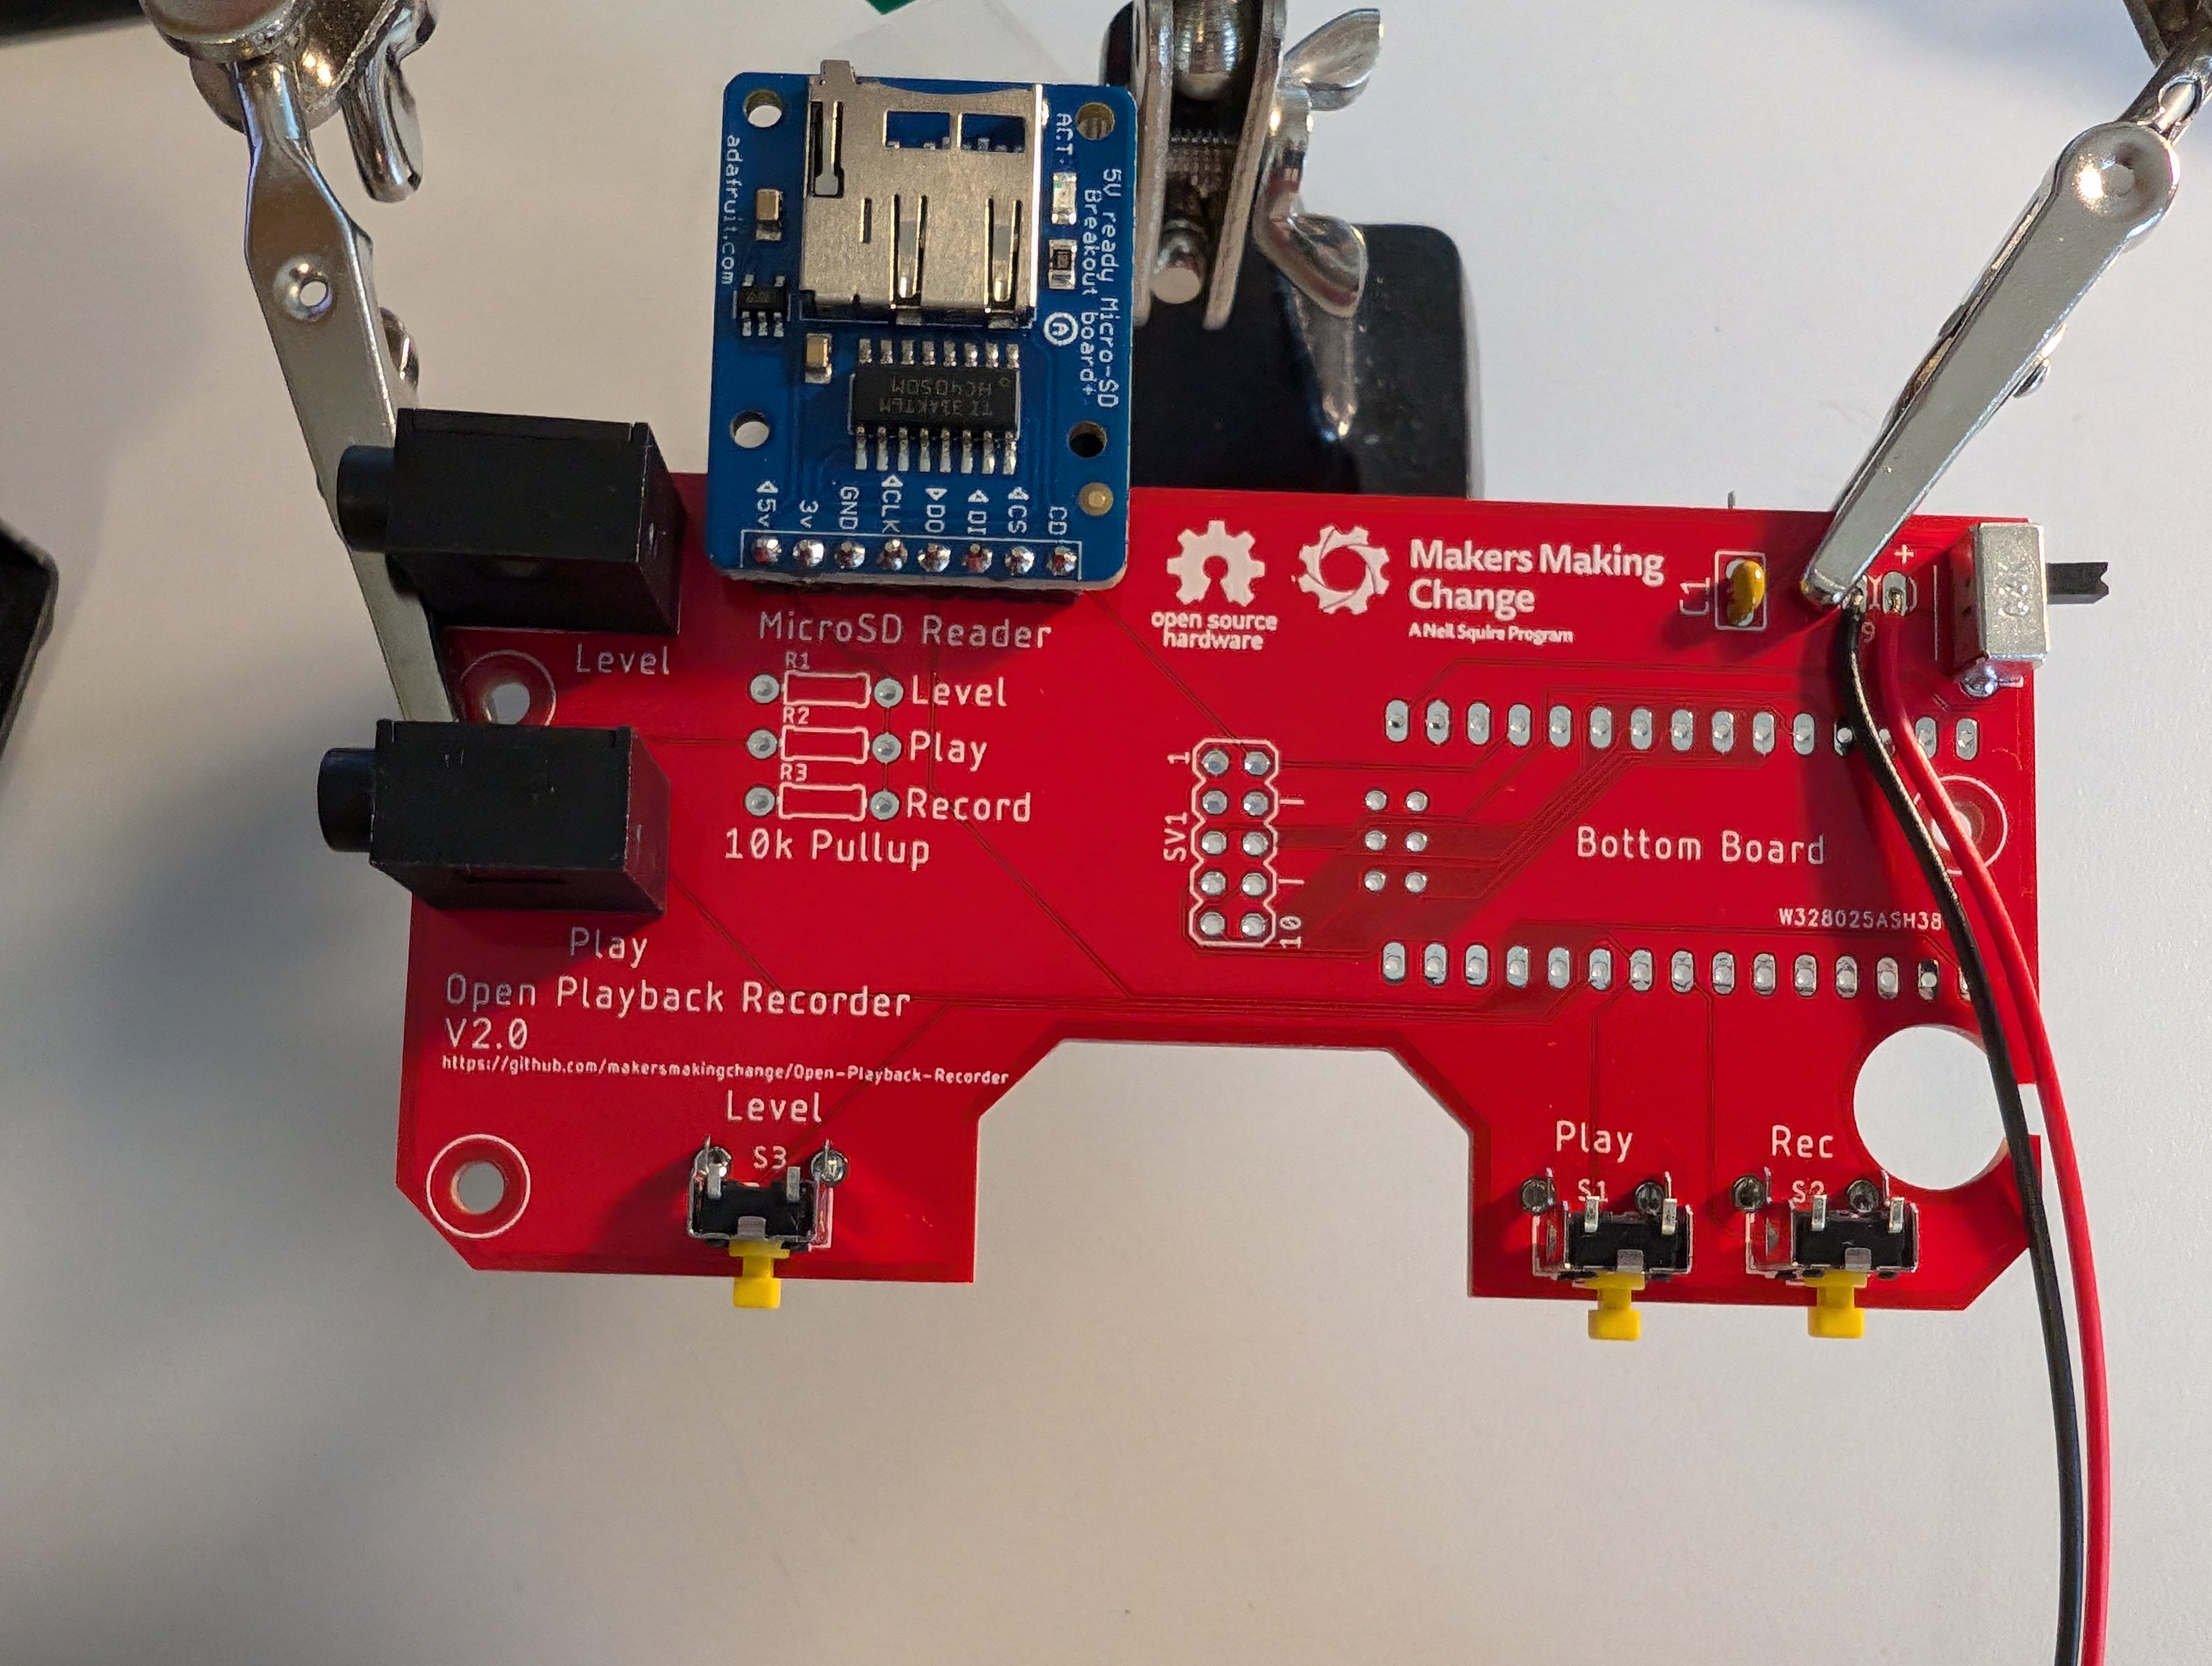 adafruit.com
ACT
5V ready Micro-SD
Breakout board+
TI 334KT6M
HC4050M
5v
3v
GND
CLK
DO
DI
CS
CD
MicroSD Reader
open source
hardware
Makers Making
Change
A Neil Squire Program
C1
+
Level
R1
Level
R2
Play
R3
Record
10k Pullup
1
SV1
10
Bottom Board
W328025ASH38
Play
Open Playback Recorder
V2.0
https://github.com/makersmakingchange/Open-Playback-Recorder
Level
S3
Play
S1
Rec
S2